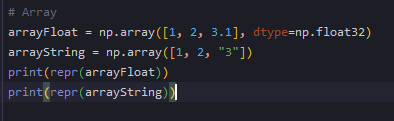 # Array
arrayFloat = np.array([1, 2, 3.1], dtype=np.float32)
arrayString = np.array([1, 2, "3"])
print(repr(arrayFloat))
print(repr(arrayString))